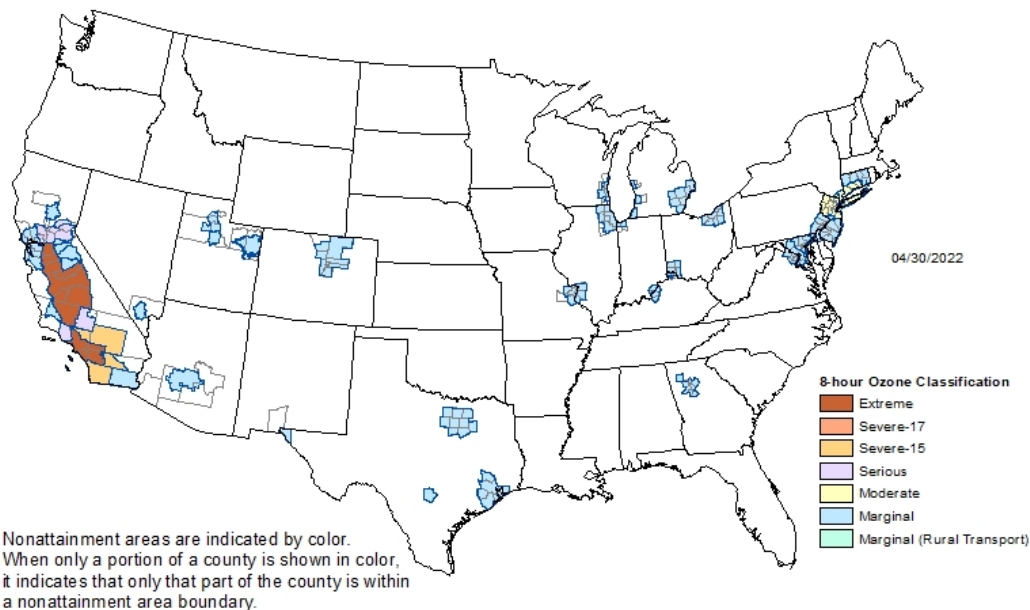 04/30/2022
8-hour Ozone Classification
Extreme
Severe-17
Severe-15
Serious
Moderate
Marginal
Marginal (Rural Transport)
Nonattainment areas are indicated by color.
When only a portion of a county is shown in color,
it indicates that only that part of the county is within
a nonattainment area boundary.